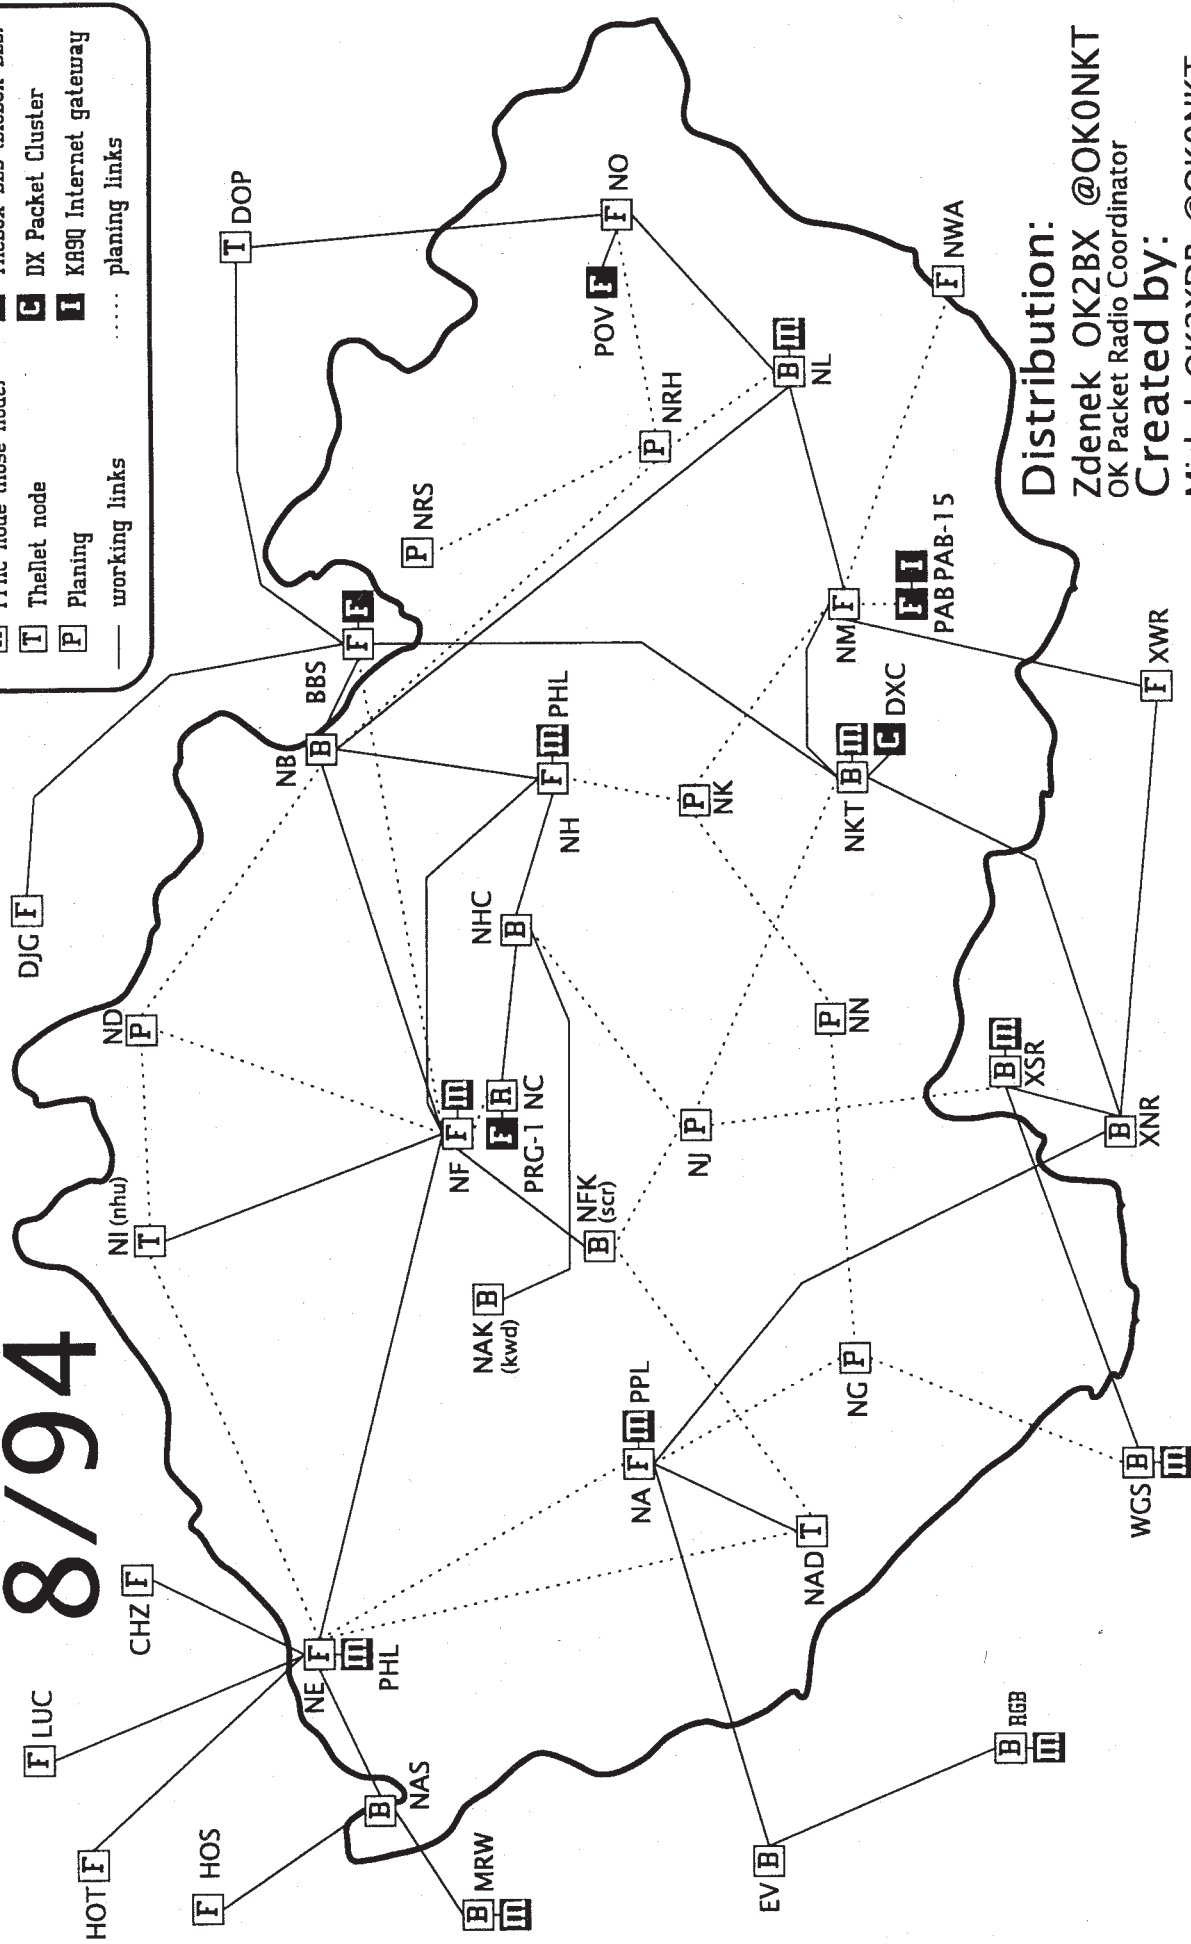 8/94
T TheNet node
P Planing
working links
C DX Packet Cluster
I KA9Q Internet gateway
planing links
HOT F
F LUC
CHZ F
F HOS
B NAS
B MRW
m
NE F
m
PHL
EV B
B RGB
m
NI (nhu)
T
ND
P
DJG F
NF F m
F R
PRG-1 NC
NAK B
(kwd)
B NFK
(scr)
NHC B
NA F m PPL
NAD T
NG P
WGS B
m
NJ P
P NN
B m
XSR
B
XNR
NB B
BBS F F
T DOP
NH F m PHL
P NK
P NRS
P NRH
POV F
F NO
B m
NL
NKT B m
C DXC
NM F
F I
PAB PAB-15
F NWA
F XWR
Distribution:
Zdenek OK2BX @OK0NKT
OK Packet Radio Coordinator
Created by: